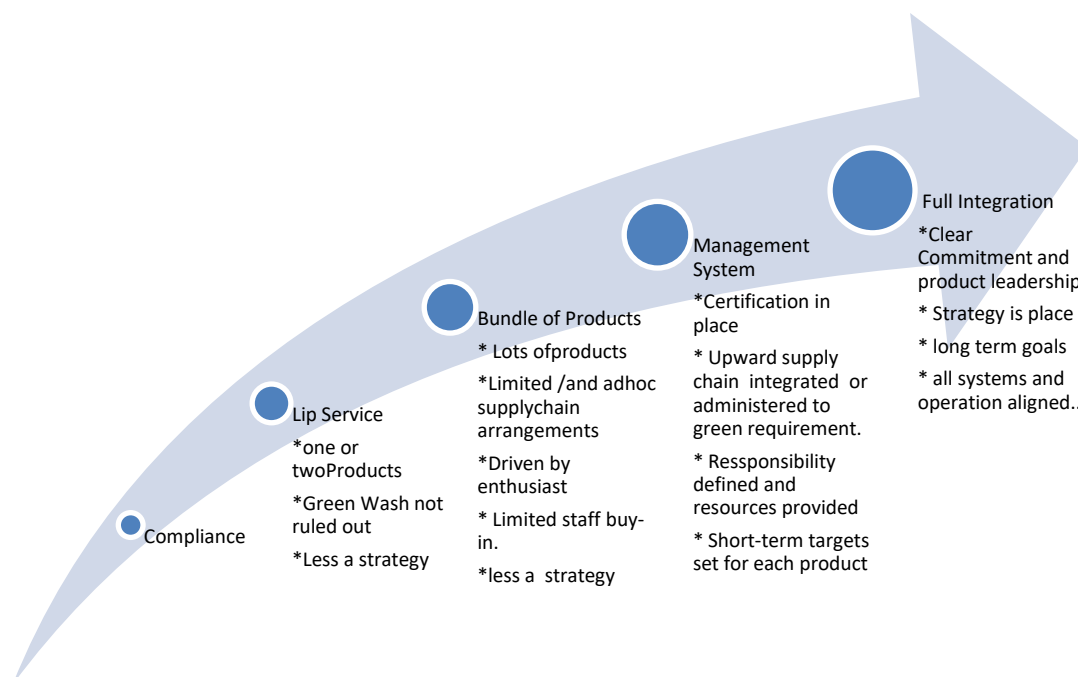 Compliance
Lip Service
*one or
twoProducts
*Green Wash not
ruled out
*Less a strategy
Bundle of Products
* Lots ofproducts
*Limited /and adhoc
supplychain
arrangements
*Driven by
enthusiast
* Limited staff buy-
in.
*less a  strategy
Management
System
*Certification in
place
* Upward supply
chain  integrated  or
administered to
green requirement.
* Ressponsibility
defined and
resources provided
* Short-term targets
set for each product
Full Integration
*Clear
Commitment and
product leadership
* Strategy is place
* long term goals
* all systems and
operation aligned..